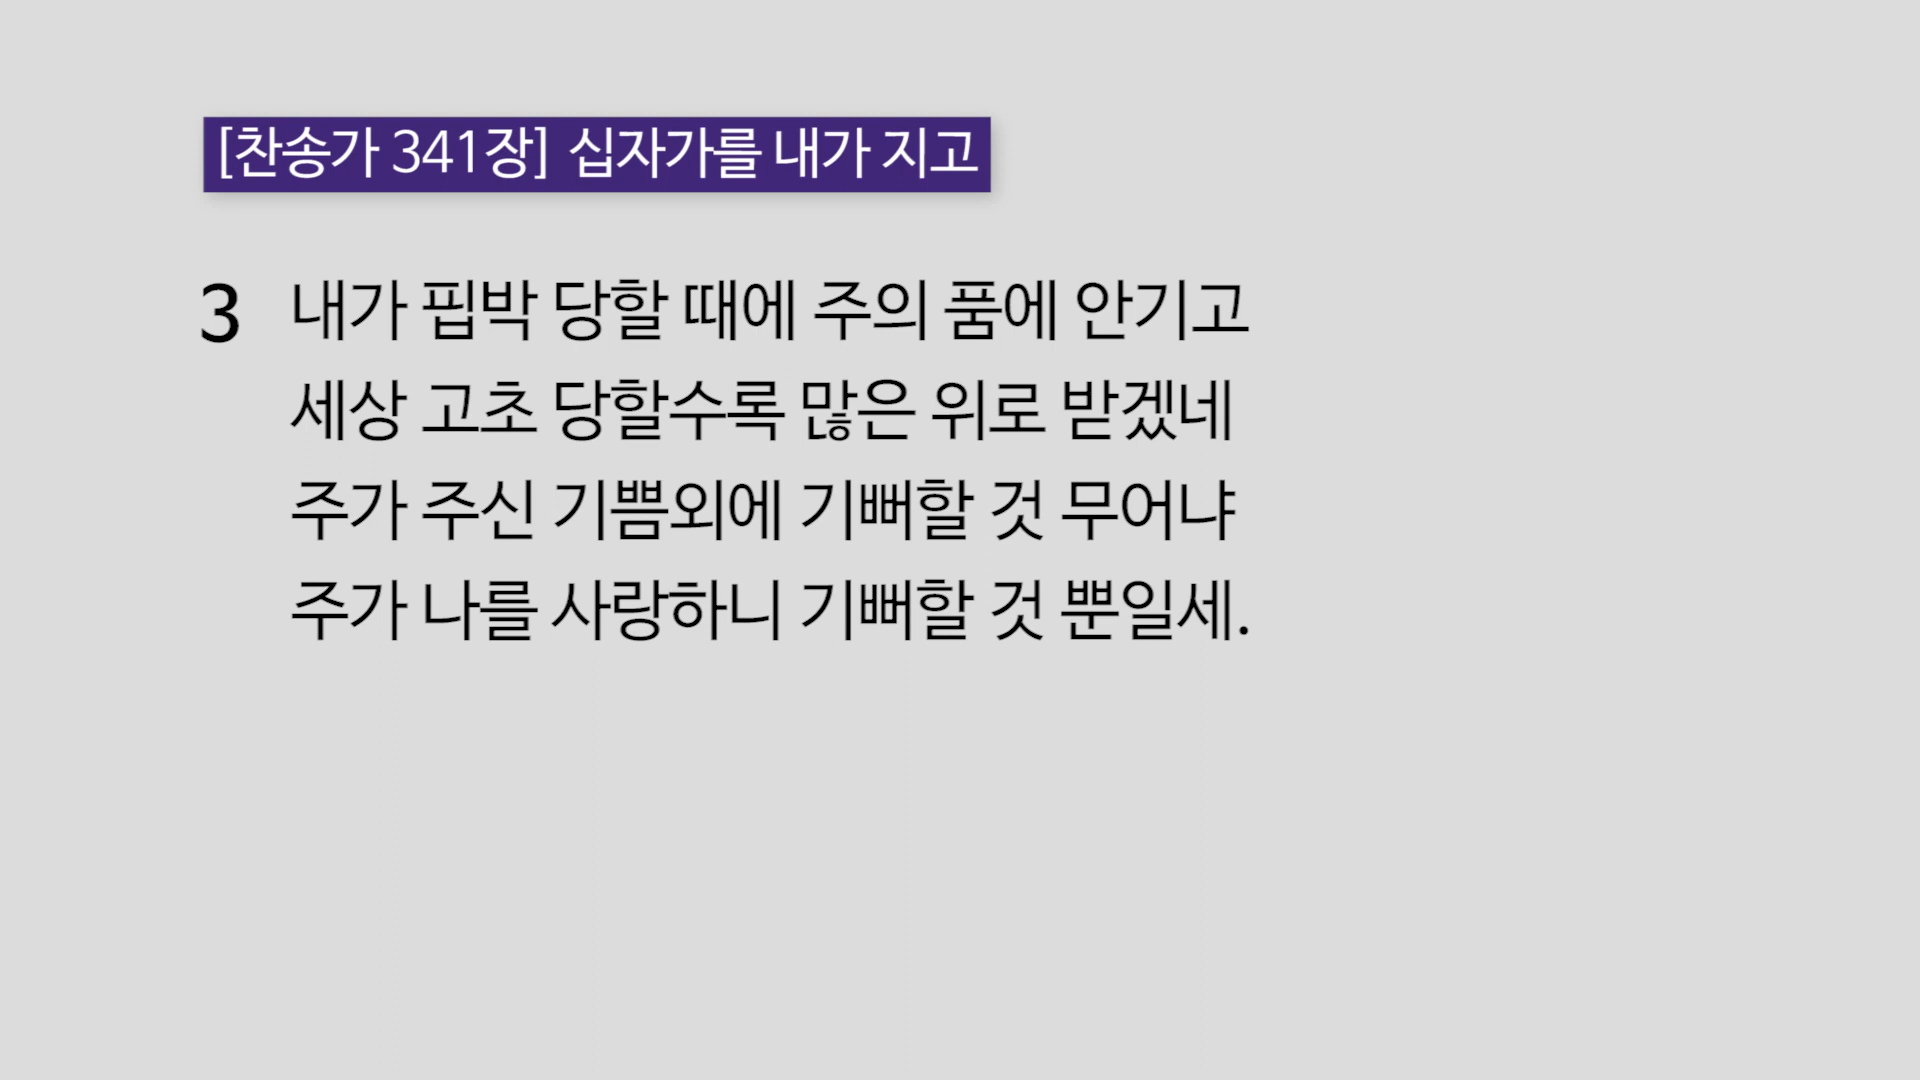 [찬송가 341장] 십자가를 내가 지고
3 내가 핍박 당할 때에 주의 품에 안기고
세상 고초 당할수록 많은 위로 받겠네
주가 주신 기쁨외에 기뻐할 것 무어냐
주가 나를 사랑하니 기뻐할 것 뿐일세.